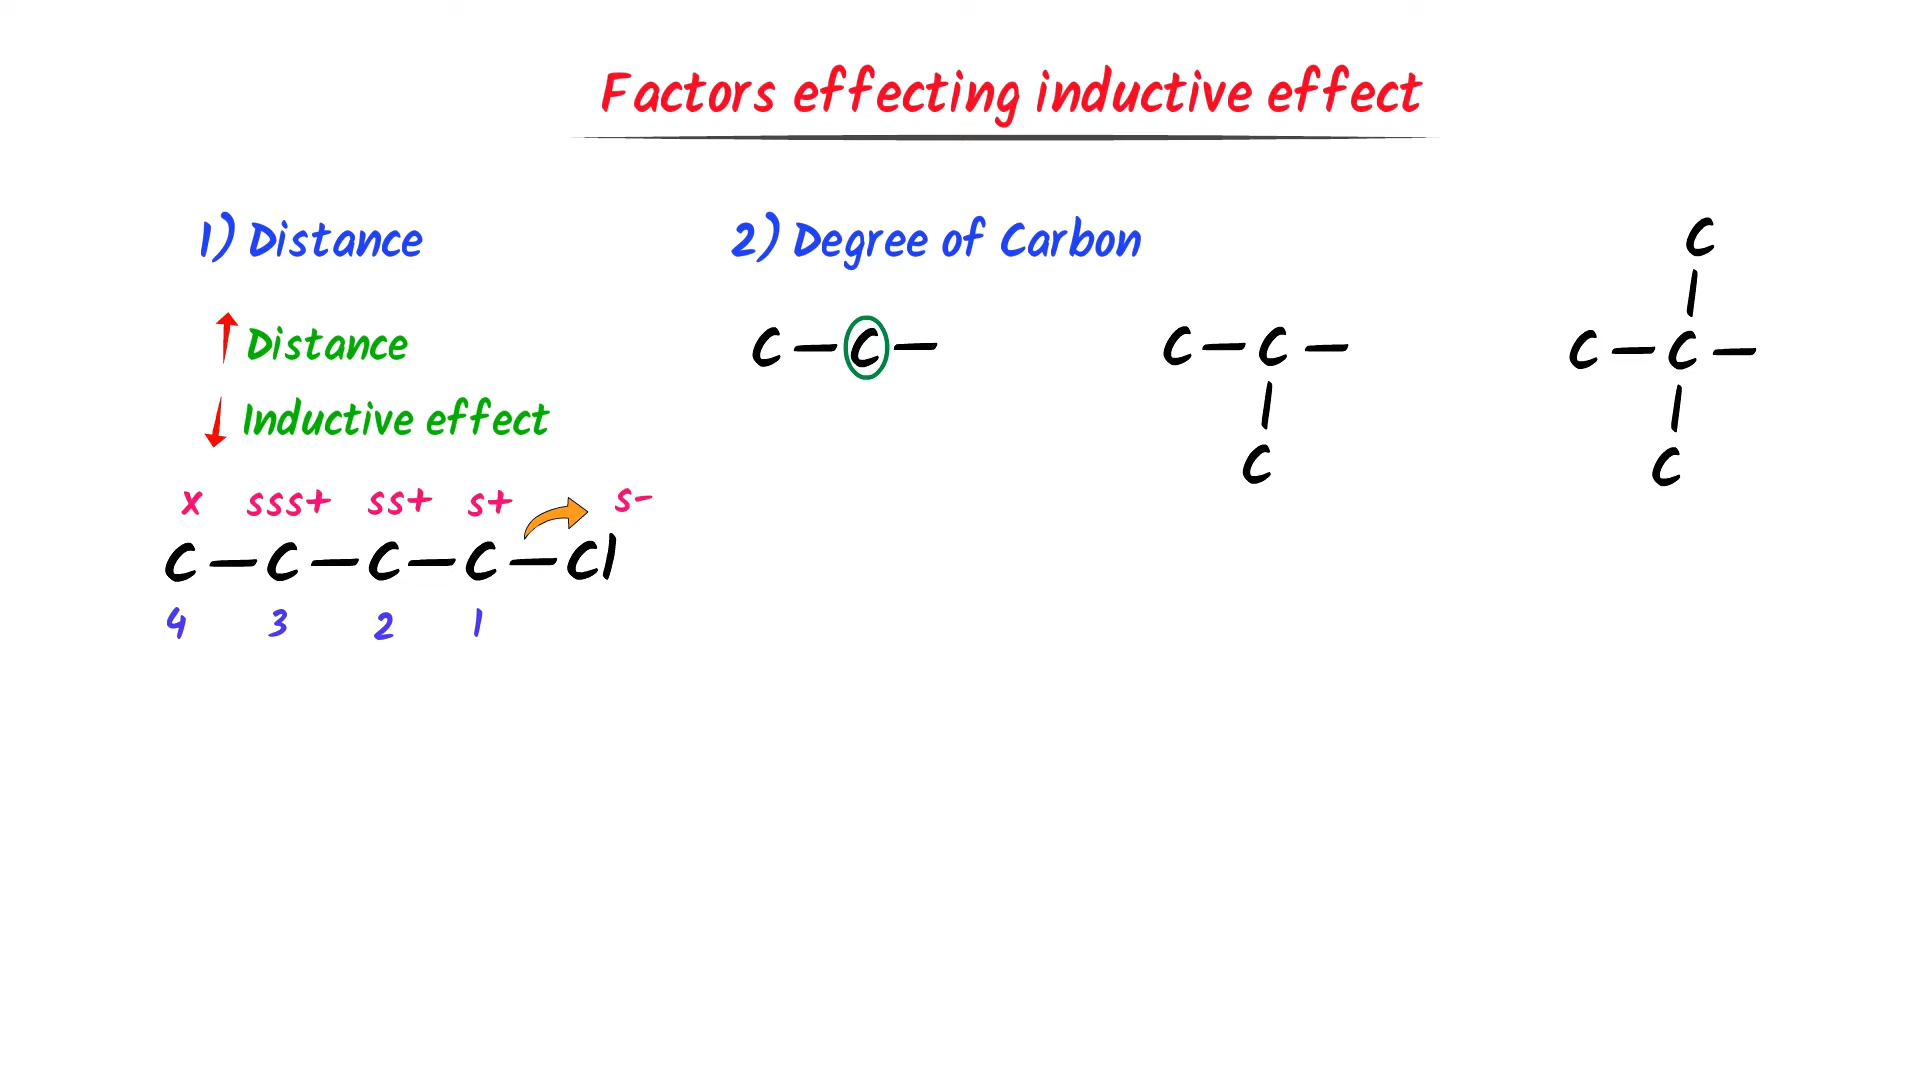 Factors effecting inductive effect
1) Distance
↑ Distance
↓ Inductive effect
x sss+ ss+ s+ s-
C – C – C – C – Cl
4 3 2 1
2) Degree of Carbon
C – C –
C – C –
|
C
C
|
C – C –
|
C